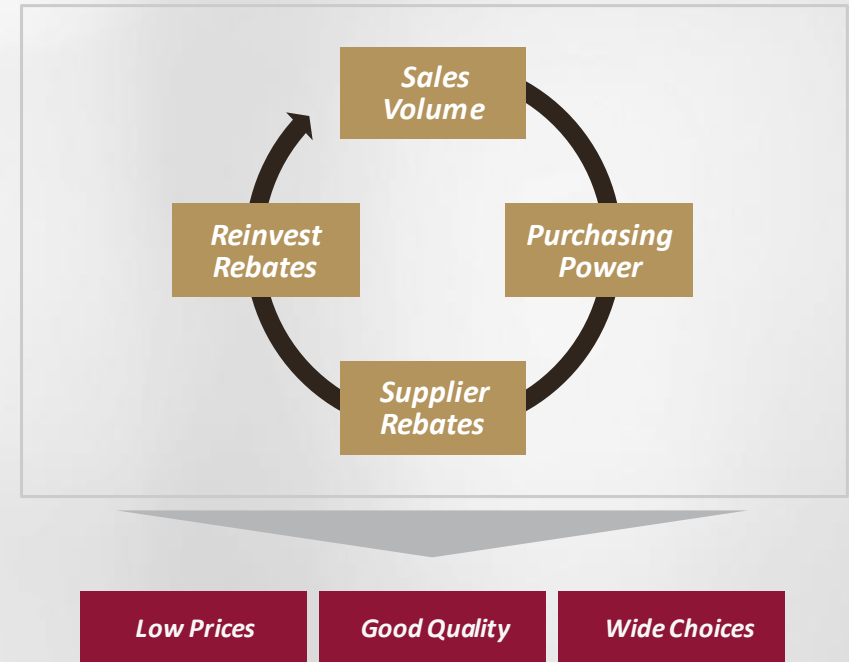 Sales
Volume
Reinvest
Rebates
Purchasing
Power
Supplier
Rebates
Low Prices
Good Quality
Wide Choices